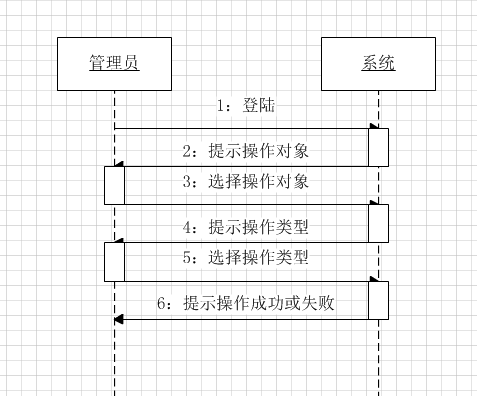 管理员
系统
1：登陆
2：提示操作对象
3：选择操作对象
4：提示操作类型
5：选择操作类型
6：提示操作成功或失败